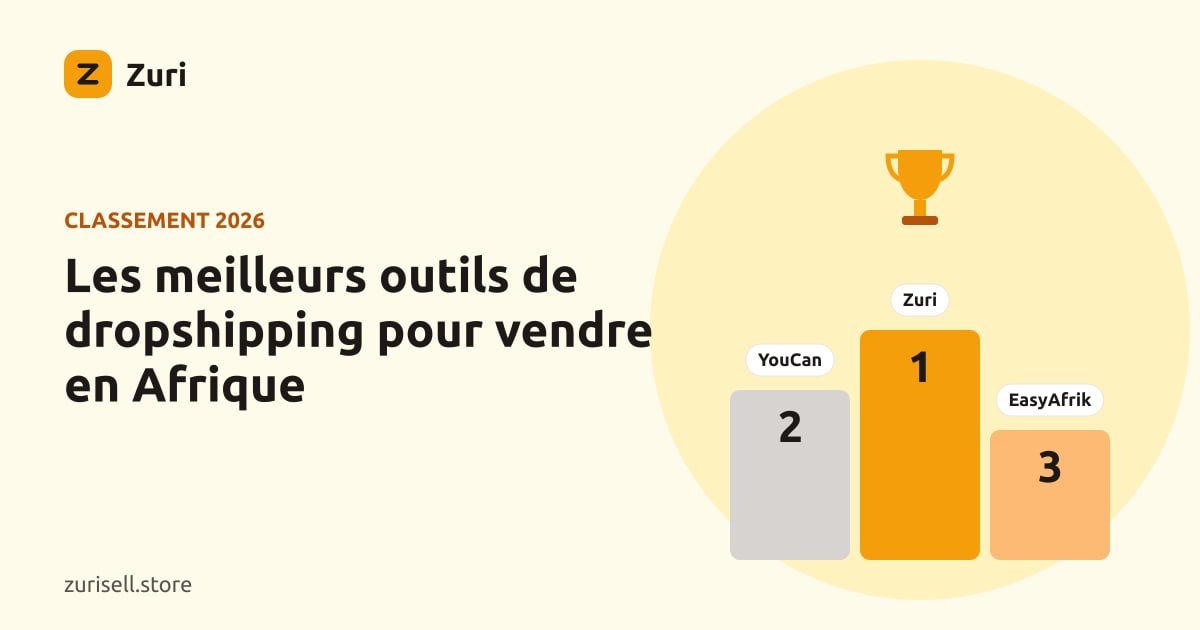 Zuri
CLASSEMENT 2026
Les meilleurs outils de
dropshipping pour vendre
en Afrique
zurisell.store
Zuri
1
YouCan
2
EasyAfrik
3